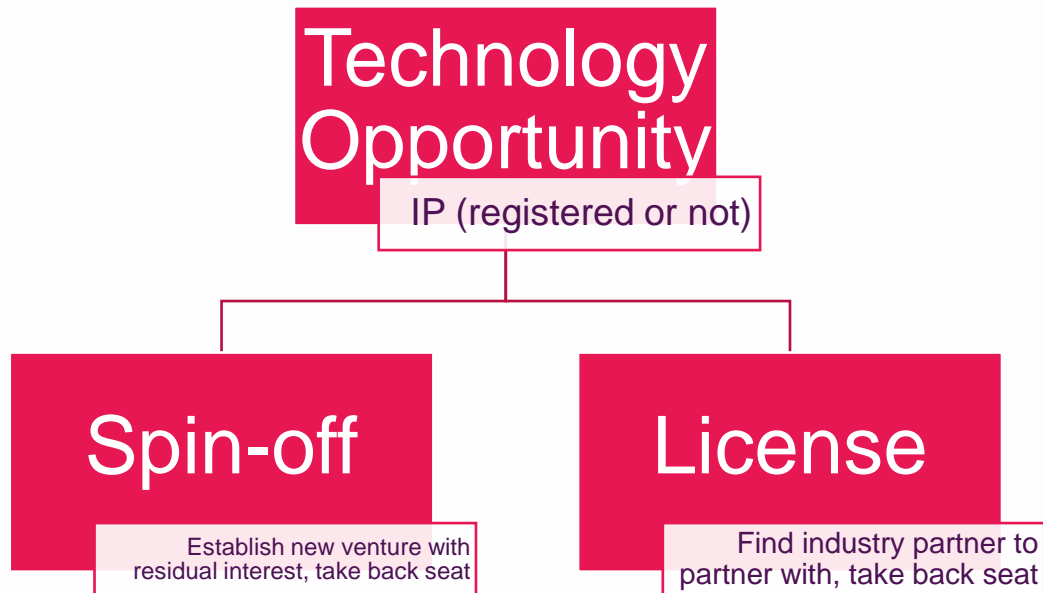 Technology
Opportunity
IP (registered or not)
Spin-off
Establish new venture with
residual interest, take back seat
License
Find industry partner to
partner with, take back seat